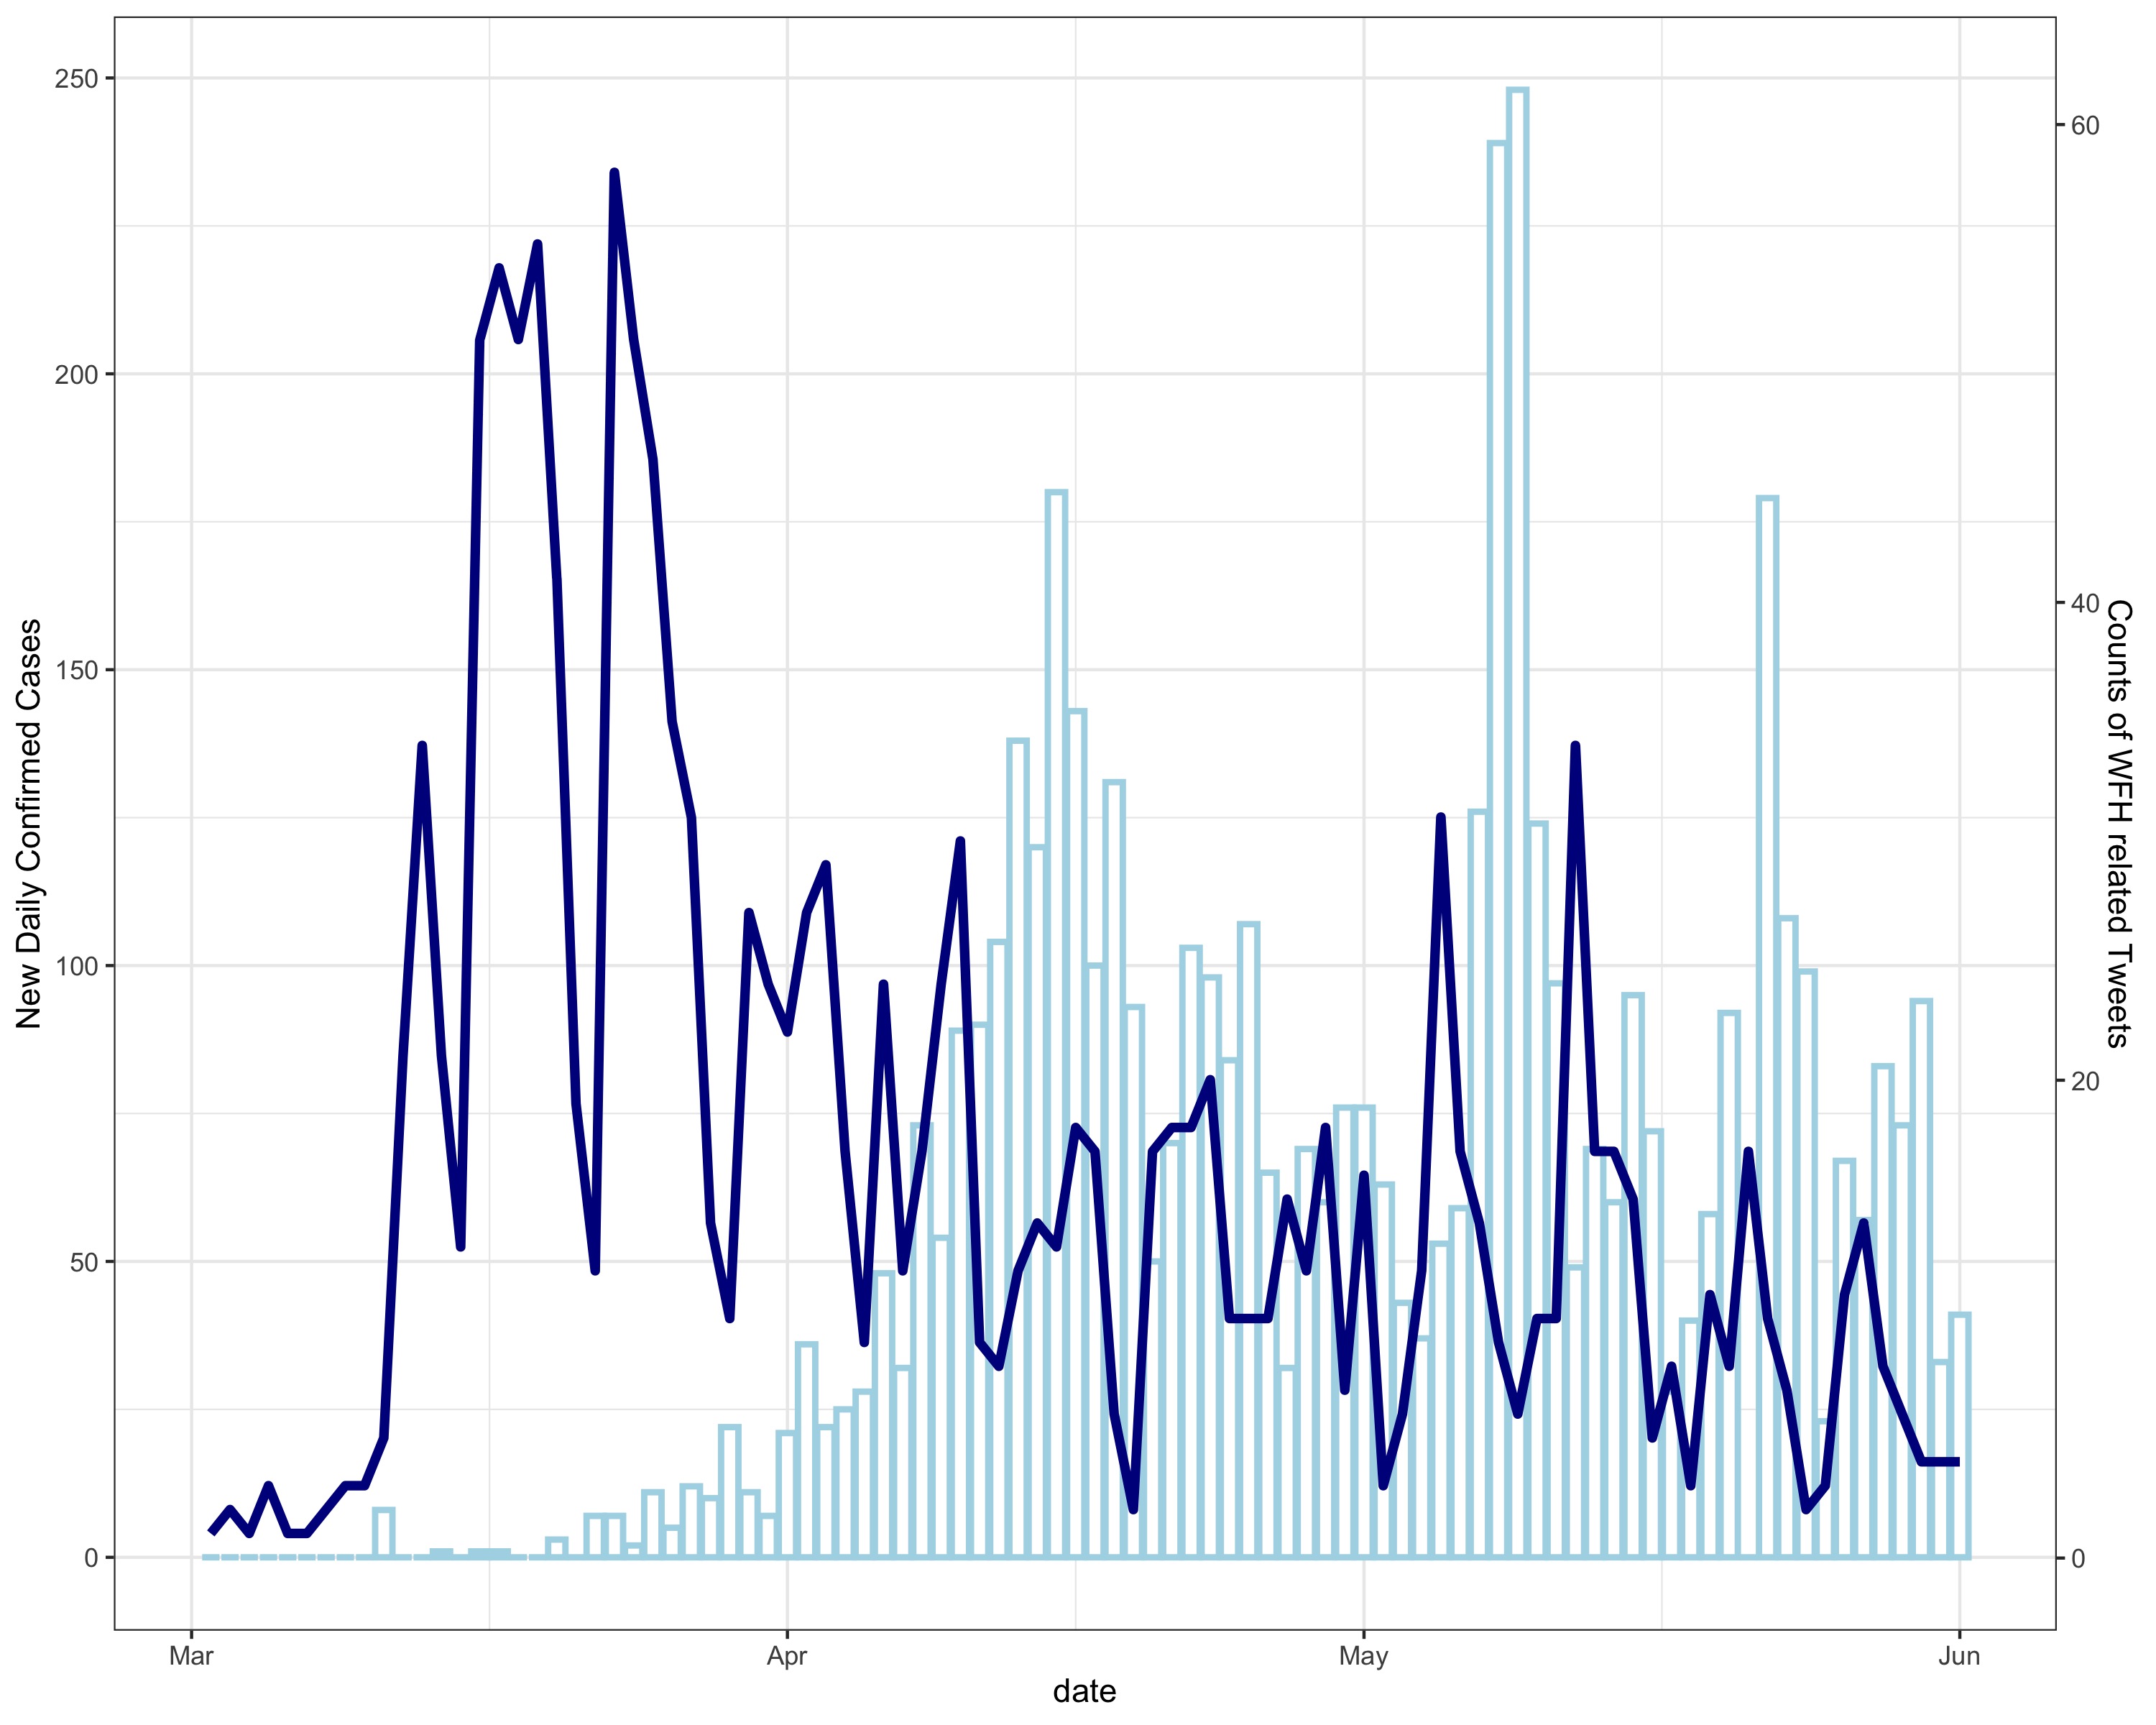 New Daily Confirmed Cases
250
200
150
100
50
0
60
40
20
0
Counts of WFH related Tweets
Mar
Apr
May
Jun
date